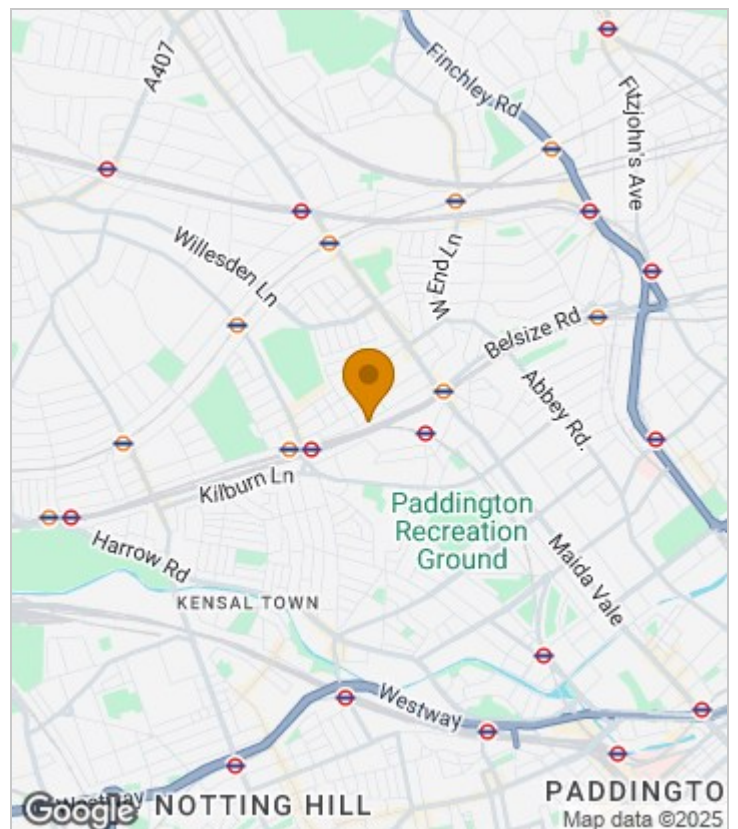 A407
Finchley Rd
Fitzjohn's Ave
Willesden Ln
W End Ln
Belsize Rd
Abbey Rd.
Kilburn Ln
Paddington
Recreation
Ground
Harrow Rd
Maida Vale
KENSAL TOWN
Westway
Westway
NOTTING HILL
PADDINGTO
Google
Map data ©2025